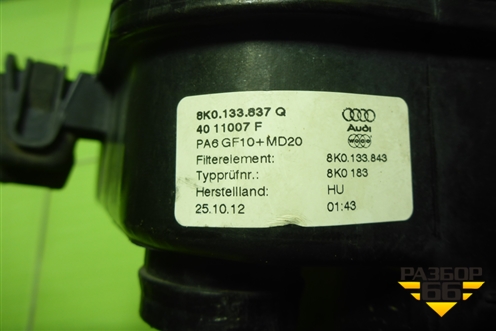 8K0.133.837 Q
40 11007 F
PA6 GF10+MD20
Audi
Filterelement: 8K0.133.843
Typprüfnr.: 8K0 183
Herstelland: HU
25.10.12 01:43
РАЗБОР
66